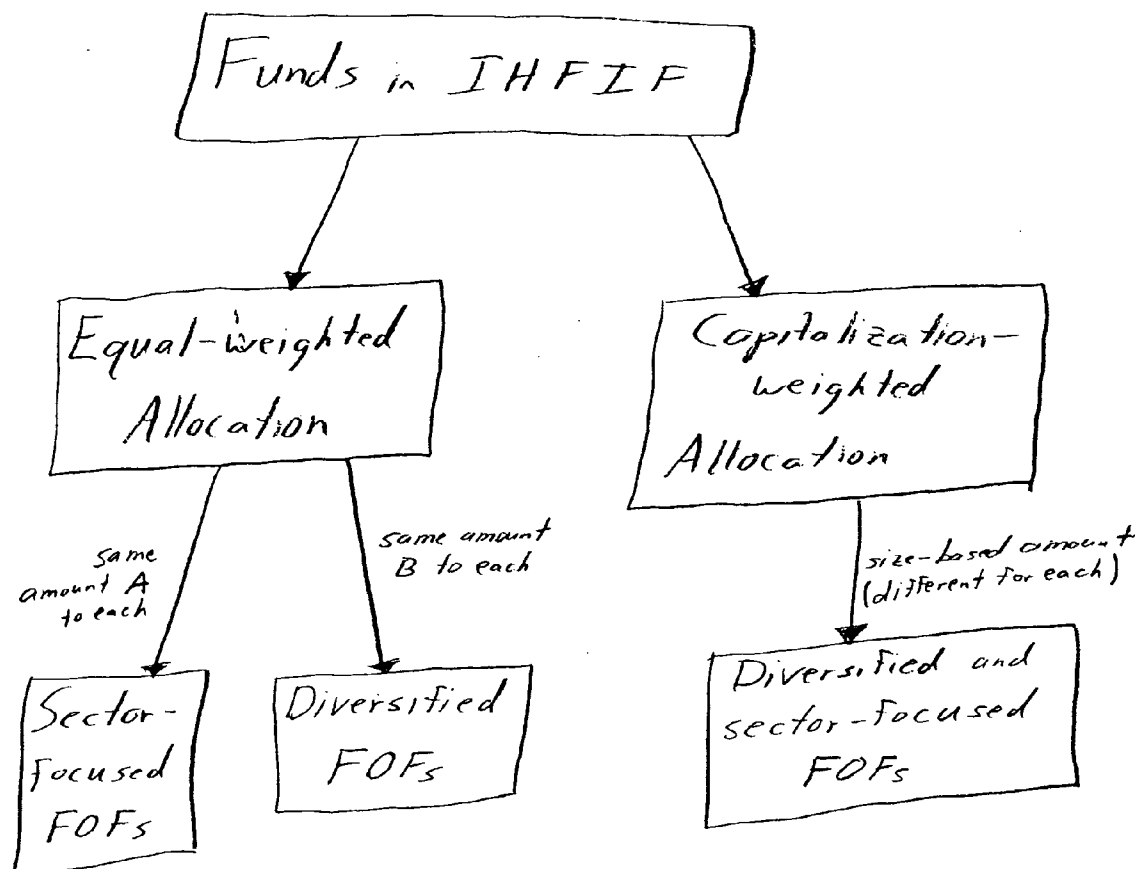 Funds in IHFIF
Equal-weighted
Allocation
Capitalization-
weighted
Allocation
same
amount A
to each
same amount
B to each
size-based amount
(different for each)
Sector-
focused
FOFs
Diversified
FOFs
Diversified and
sector-focused
FOFs